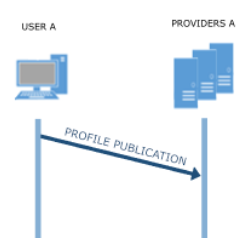 USER A
PROVIDERS A
PROFILE PUBLICATION